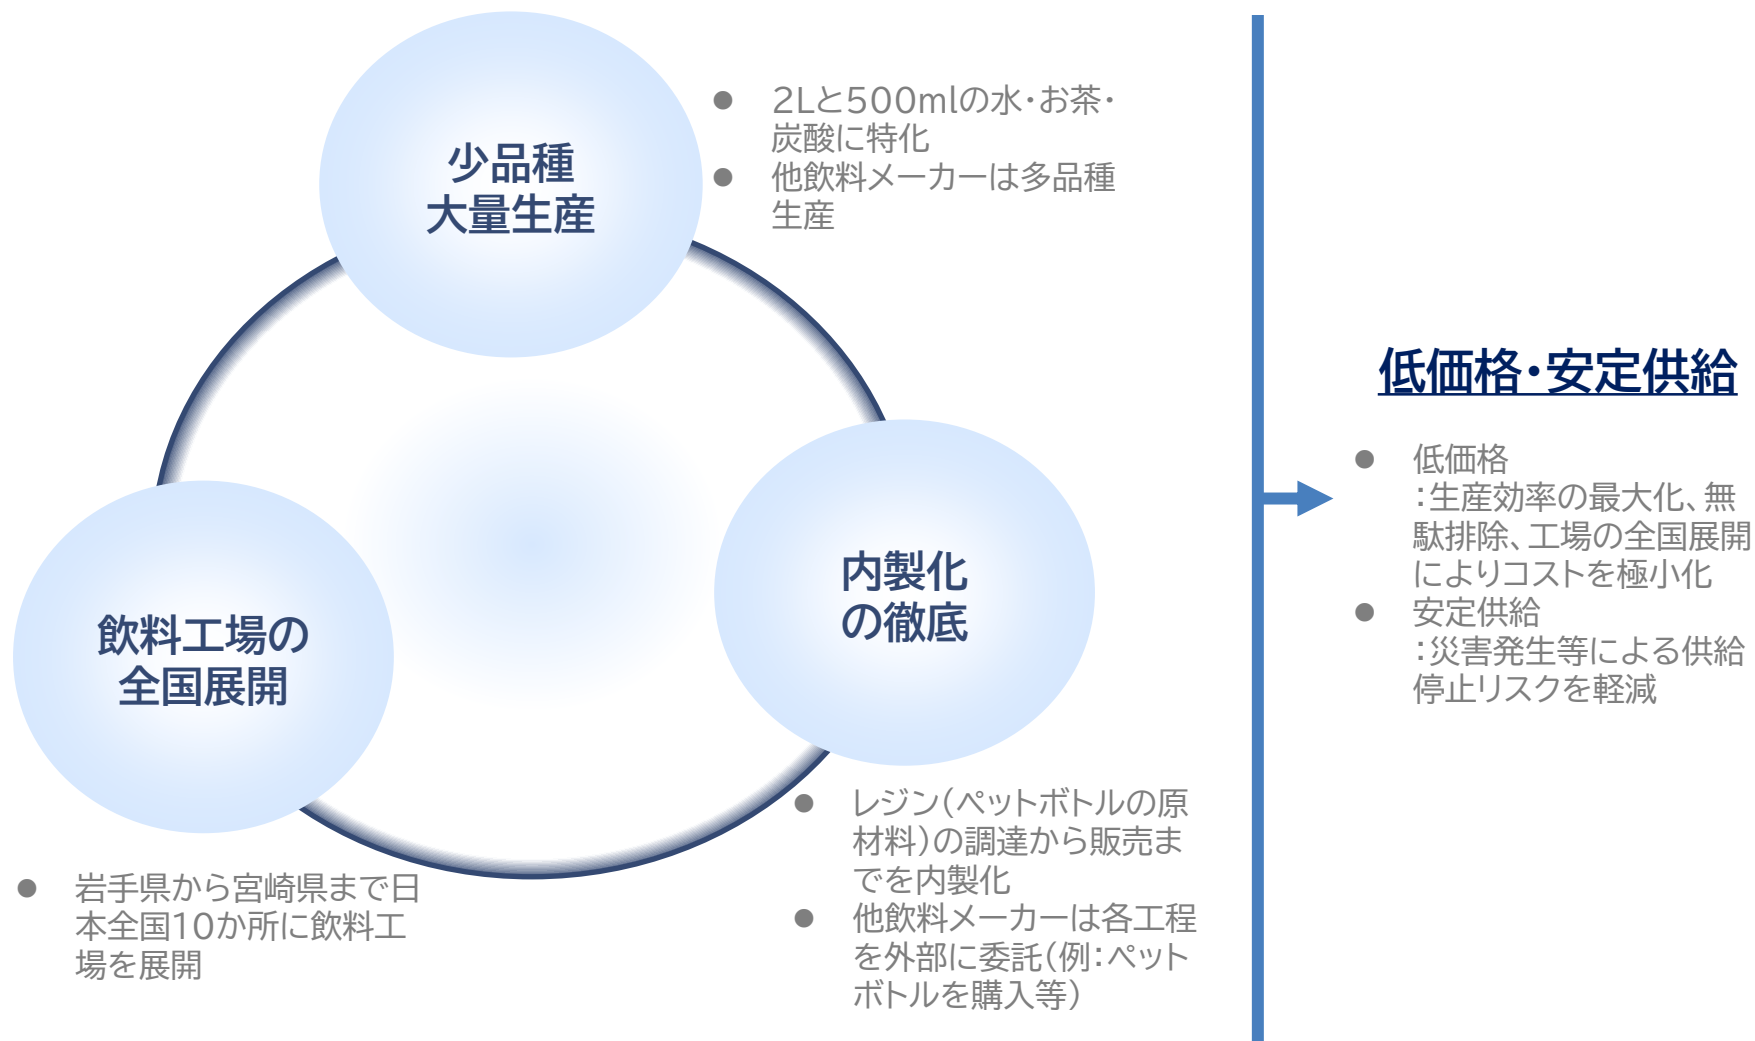 少品種
大量生産
● 2Lと500mlの水・お茶・
炭酸に特化
● 他飲料メーカーは多品種
生産
内製化
の徹底
● レジン(ペットボトルの原
材料)の調達から販売ま
でを内製化
● 他飲料メーカーは各工程
を外部に委託(例:ペット
ボトルを購入等)
飲料工場の
全国展開
● 岩手県から宮崎県まで日
本全国10か所に飲料工
場を展開
低価格・安定供給
● 低価格
:生産効率の最大化、無
駄排除、工場の全国展開
によりコストを極小化
● 安定供給
:災害発生等による供給
停止リスクを軽減